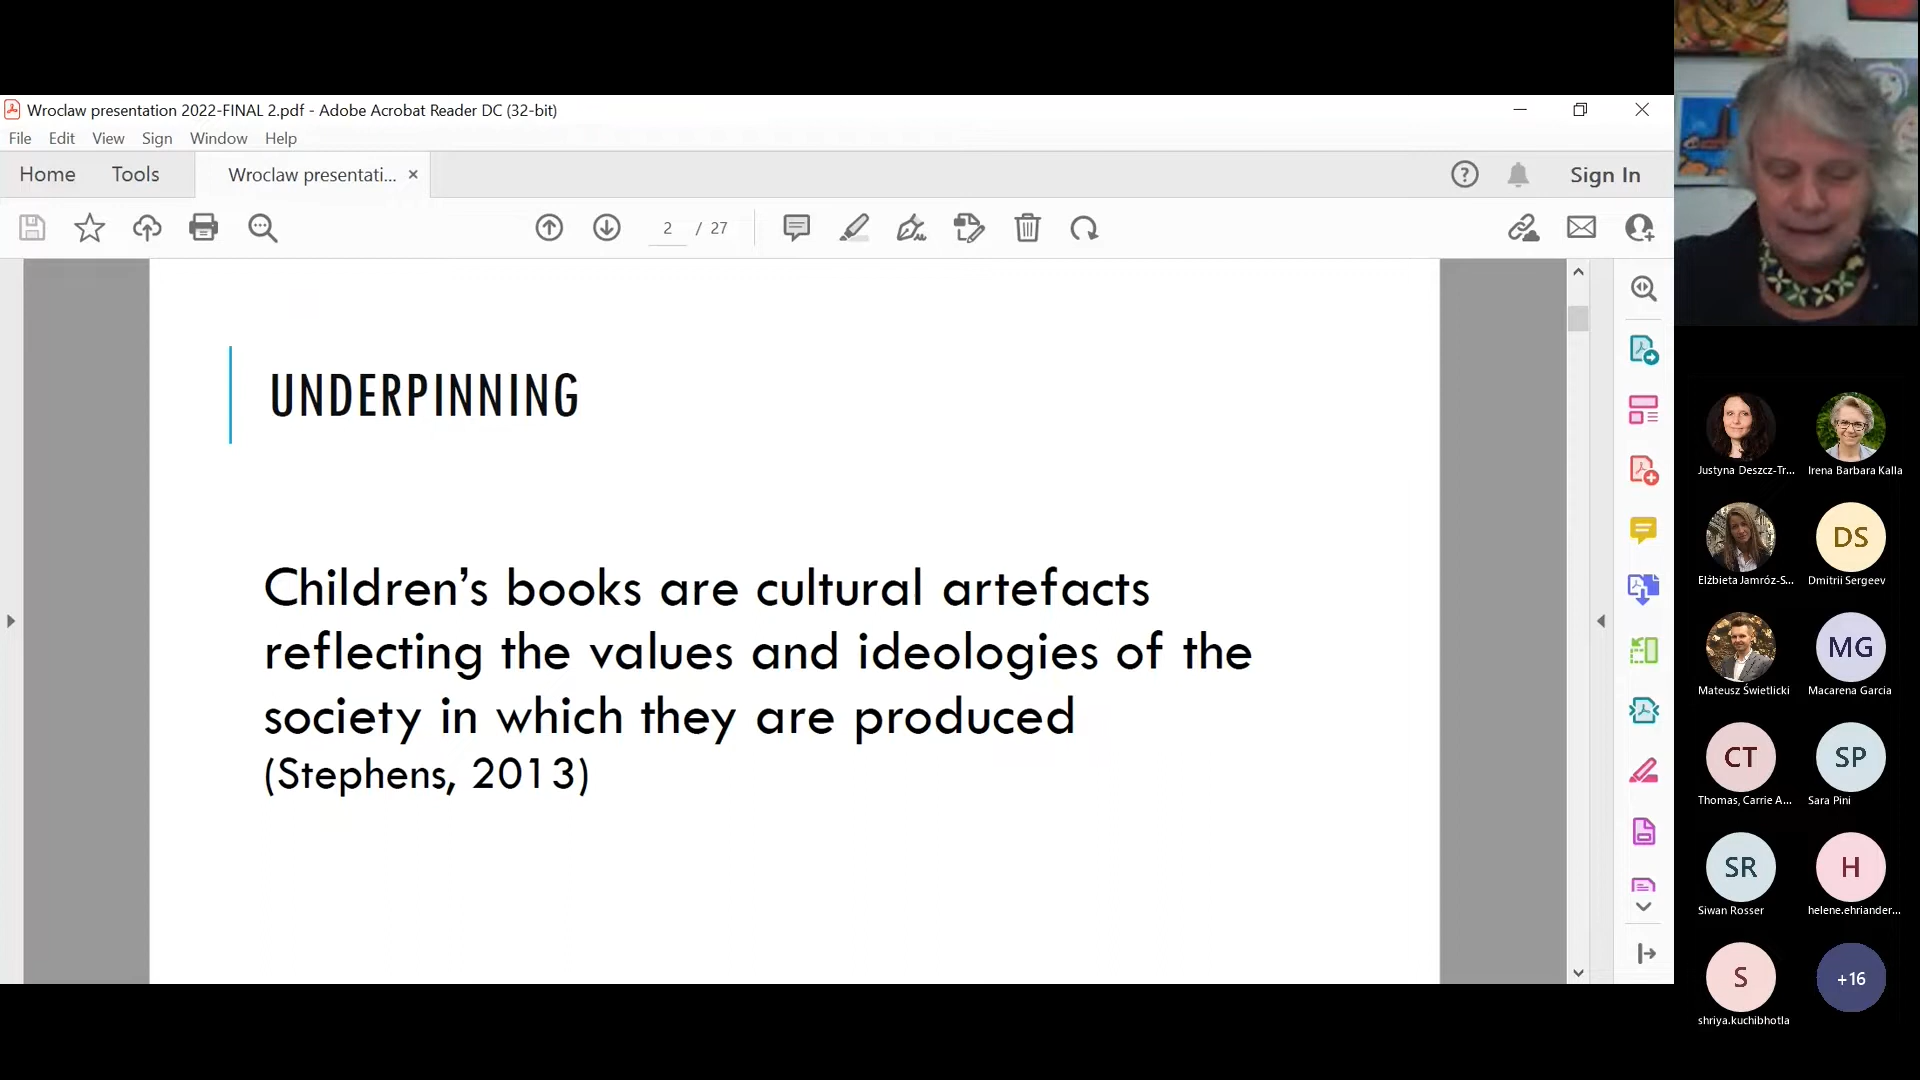 Wroclaw presentation 2022-FINAL 2.pdf - Adobe Acrobat Reader DC (32-bit)
File Edit View Sign Window Help
Home Tools Wroclaw presentati... × Sign In
2 / 27
UNDERPINNING
Children’s books are cultural artefacts
reflecting the values and ideologies of the
society in which they are produced
(Stephens, 2013)
Justyna Deszcz-Tr... Irena Barbara Kalla
DS
Elżbieta Jamróz-S... Dmitrii Sergeev
MG
Mateusz Świetlicki Macarena Garcia
CT SP
Thomas, Carrie A... Sara Pini
SR H
Siwan Rosser helene.ehriander...
S +16
shriya.kuchibhotla